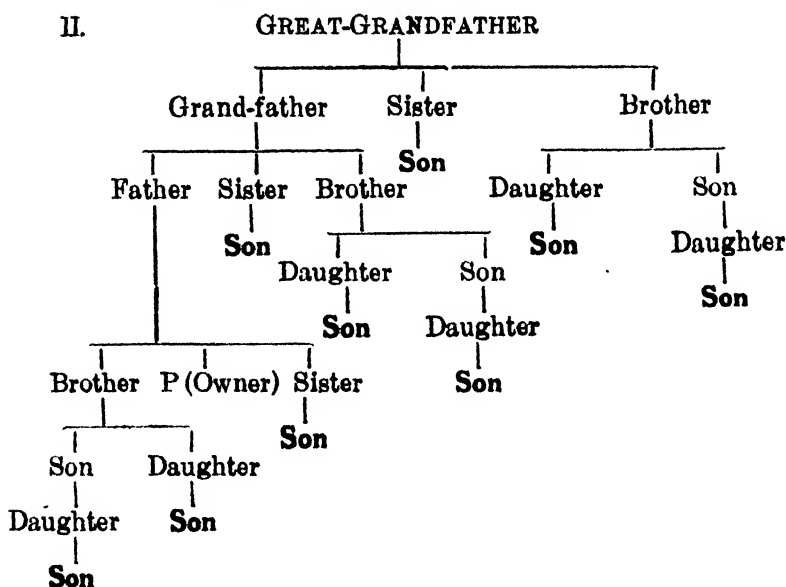 II. GREAT-GRANDFATHER
Grand-father Sister Brother
Son
Father Sister Brother Daughter Son
Son Son Daughter
Daughter Son
Son
Son Daughter
Brother P (Owner) Sister Son
Son
Son Daughter
Daughter Son
Son